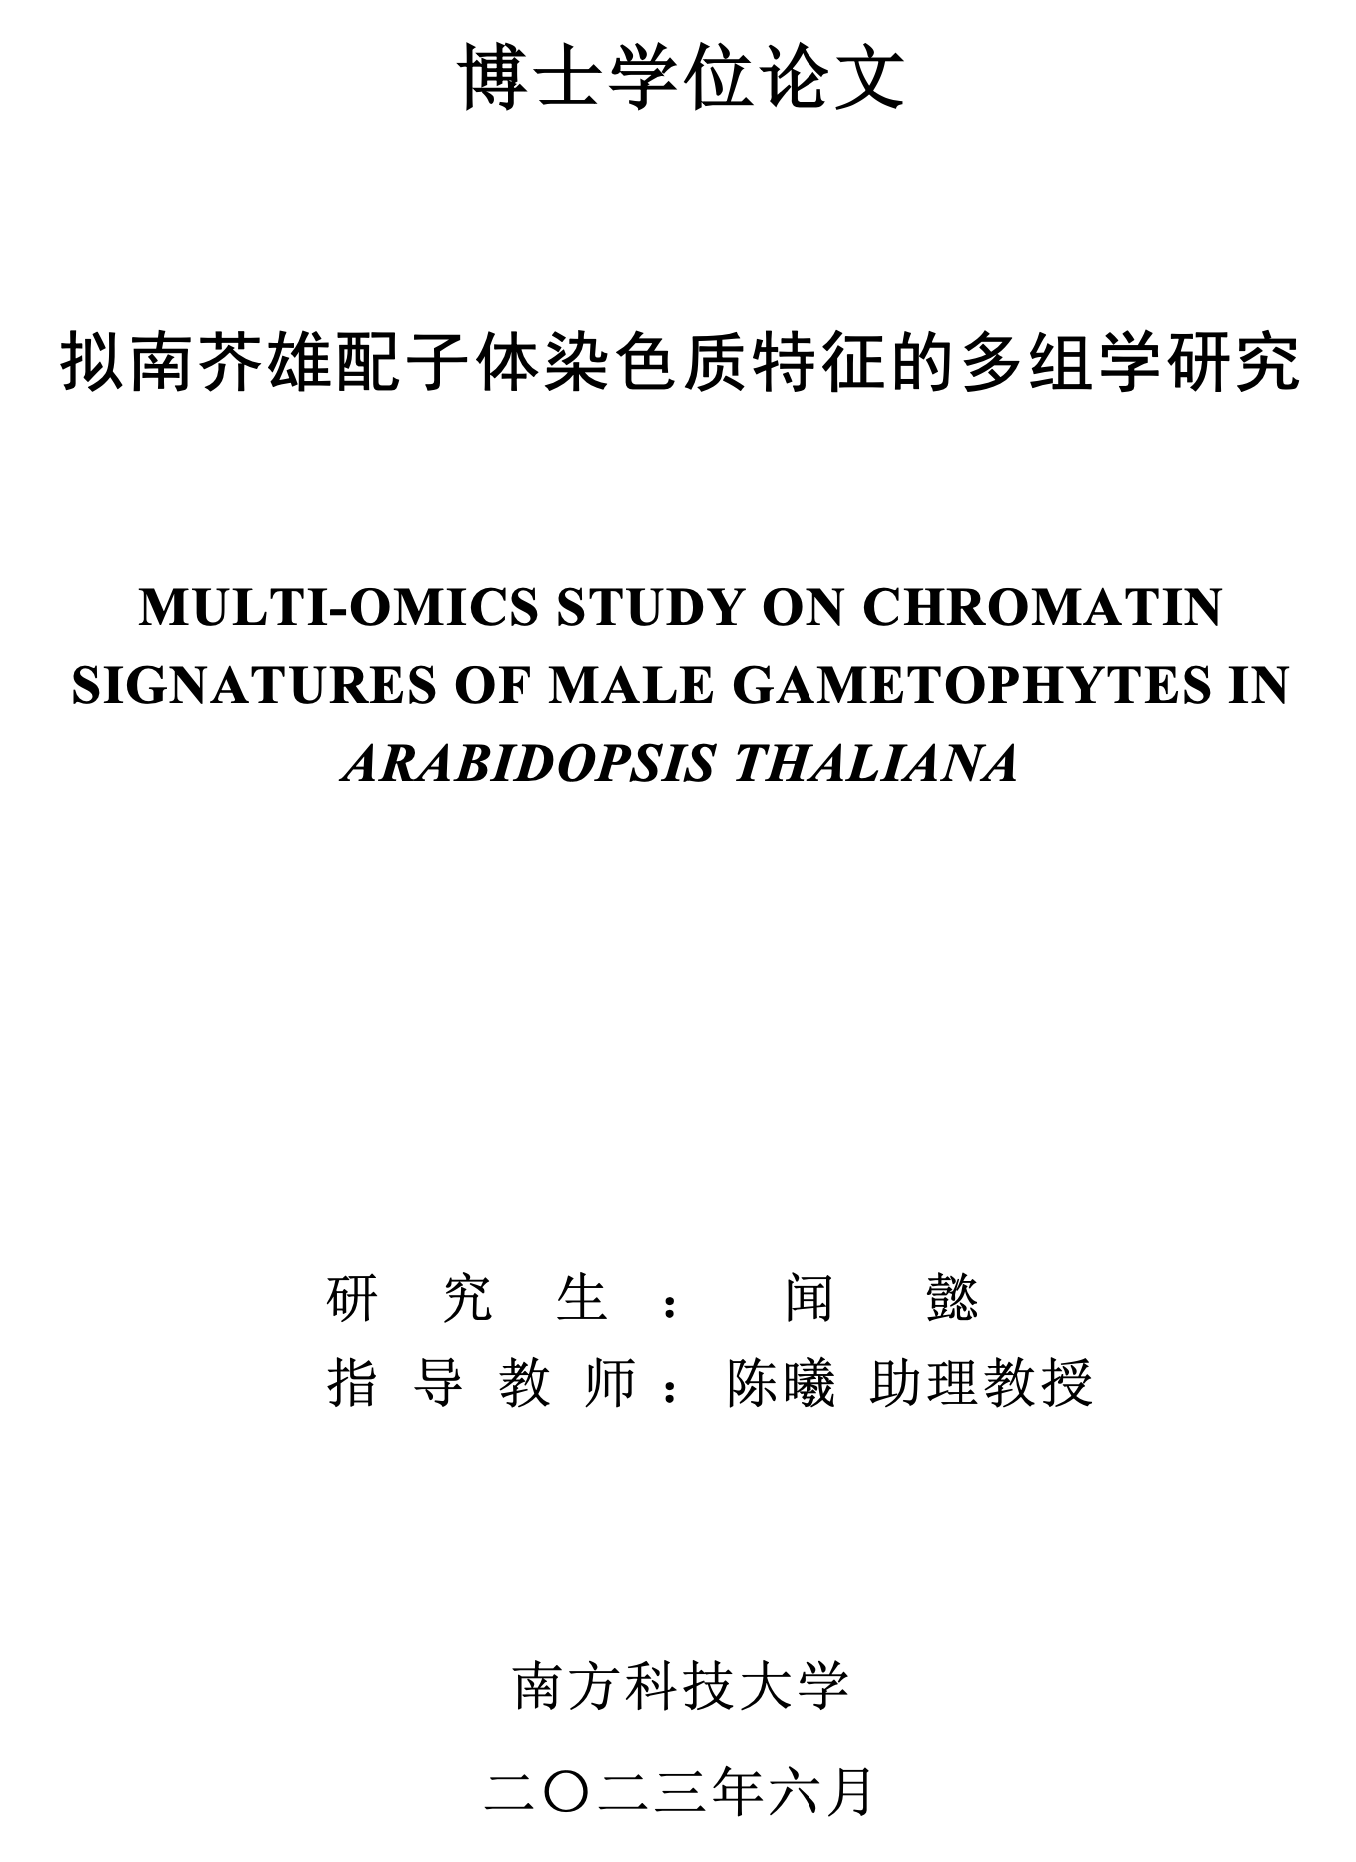 博士学位论文
拟南芥雄配子体染色质特征的多组学研究
MULTI-OMICS STUDY ON CHROMATIN
SIGNATURES OF MALE GAMETOPHYTES IN
ARABIDOPSIS THALIANA
研究生：闻懿
指导教师：陈曦 助理教授
南方科技大学
二〇二三年六月